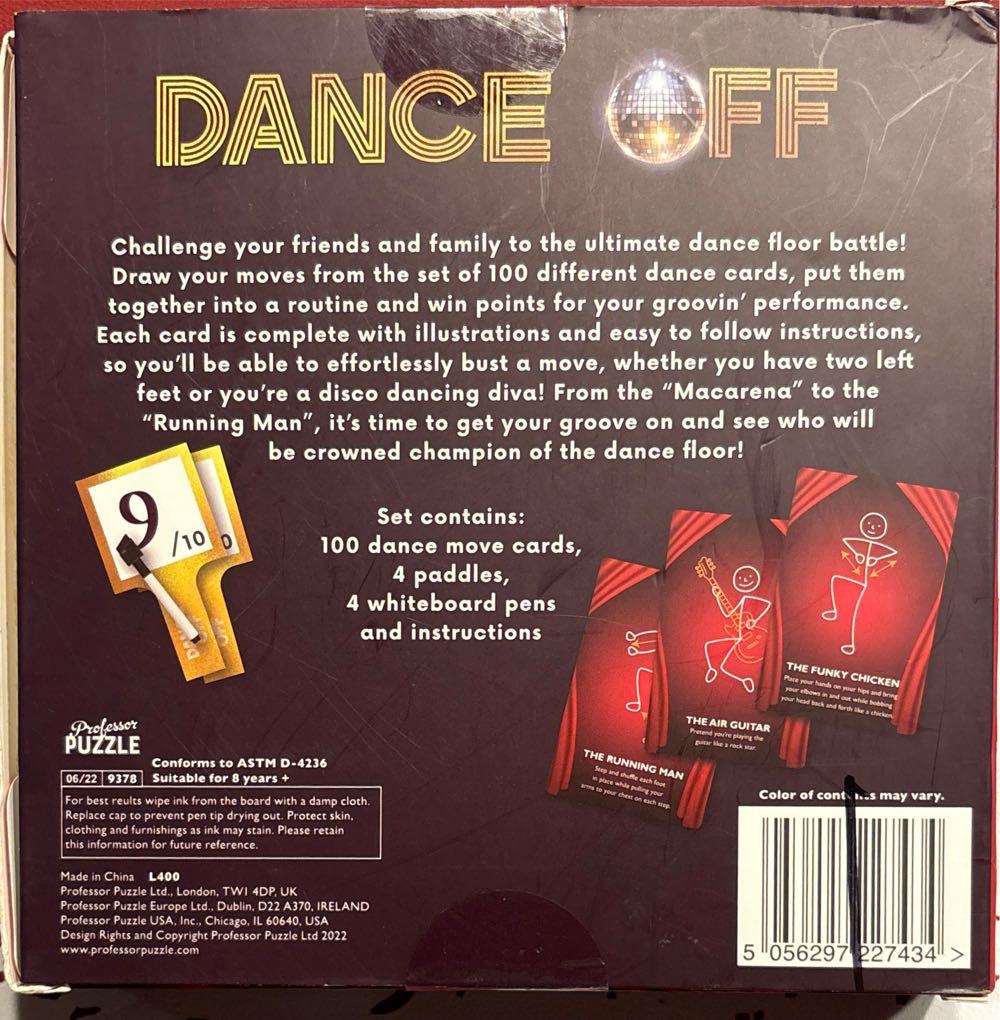 DANCE OFF
Challenge your friends and family to the ultimate dance floor battle!
Draw your moves from the set of 100 different dance cards, put them
together into a routine and win points for your groovin' performance.
Each card is complete with illustrations and easy to follow instructions,
so you'll be able to effortlessly bust a move, whether you have two left
feet or you're a disco dancing diva! From the "Macarena" to the
"Running Man", it's time to get your groove on and see who will
be crowned champion of the dance floor!
9 /10
0
Set contains:
100 dance move cards,
4 paddles,
4 whiteboard pens
and instructions
THE FUNKY CHICKEN
Place your hands on your hips and bring
your elbows in and out while bobbing
your head back and forth like a chicken.
THE AIR GUITAR
Pretend you're playing the
guitar like a rock star.
THE RUNNING MAN
Step and shuffle each foot
in place while pulling your
arms to your chest on each step.
Professor
PUZZLE
Conforms to ASTM D-4236
06/22 9378 Suitable for 8 years +
For best reults wipe ink from the board with a damp cloth.
Replace cap to prevent pen tip drying out. Protect skin,
clothing and furnishings as ink may stain. Please retain
this information for future reference.
Made in China L400
Professor Puzzle Ltd., London, TW1 4DP, UK
Professor Puzzle Europe Ltd., Dublin, D22 A370, IRELAND
Professor Puzzle USA, Inc., Chicago, IL 60640, USA
Design Rights and Copyright Professor Puzzle Ltd 2022
www.professorpuzzle.com
Color of contents may vary.
5 056297 227434 >